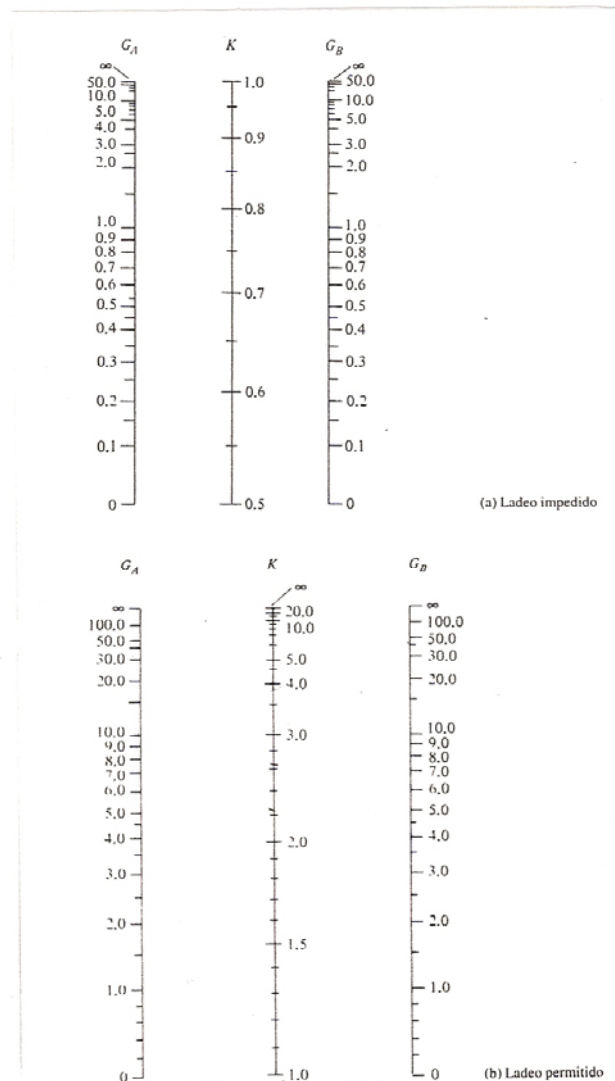 G_A K G_B
∞ ∞
50.0 1.0 50.0
10.0 10.0
5.0 0.9 5.0
4.0
3.0 3.0
2.0 2.0
0.8
1.0 1.0
0.9 0.9
0.8 0.8
0.7 0.7
0.6 0.7 0.6
0.5 0.5
0.4 0.4
0.3 0.3
0.2 0.6 0.2
0.1 0.1
0 0.5 0
(a) Ladeo impedido
G_A K G_B
∞ ∞ ∞
100.0 20.0 100.0
50.0 10.0 50.0
30.0 5.0 30.0
20.0 4.0 20.0
10.0 3.0 10.0
9.0 9.0
8.0 8.0
7.0 7.0
6.0 6.0
5.0 5.0
4.0 2.0 4.0
3.0 3.0
2.0 1.5 2.0
1.0 1.0
0 1.0 0
(b) Ladeo permitido